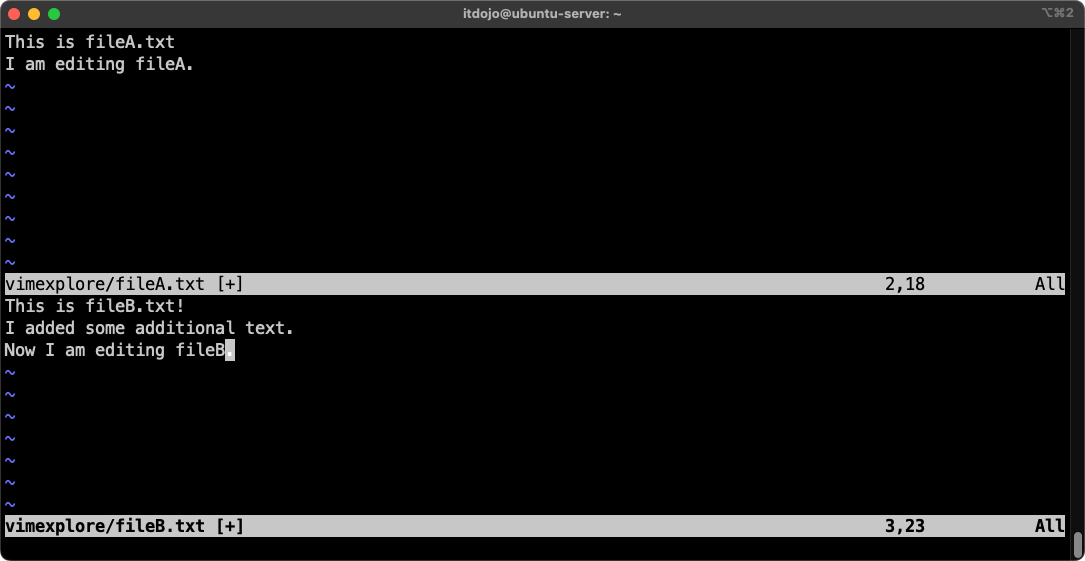 itdojo@ubuntu-server: ~
⌥⌘2
This is fileA.txt
I am editing fileA.
~
~
~
~
~
~
~
~
~
vimexplore/fileA.txt [+] 2,18 All
This is fileB.txt!
I added some additional text.
Now I am editing fileB.
~
~
~
~
~
~
~
vimexplore/fileB.txt [+] 3,23 All